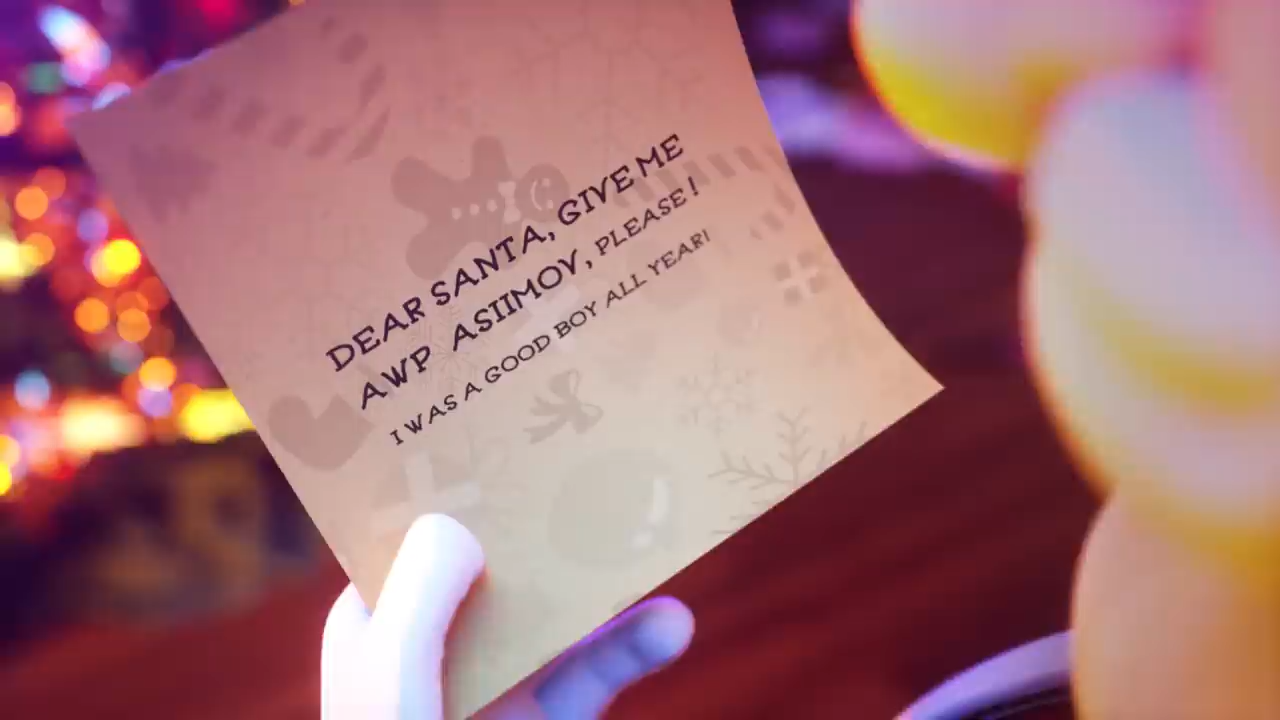 DEAR SANTA, GIVE ME
AWP ASIIMOV, PLEASE!
I WAS A GOOD BOY ALL YEAR!